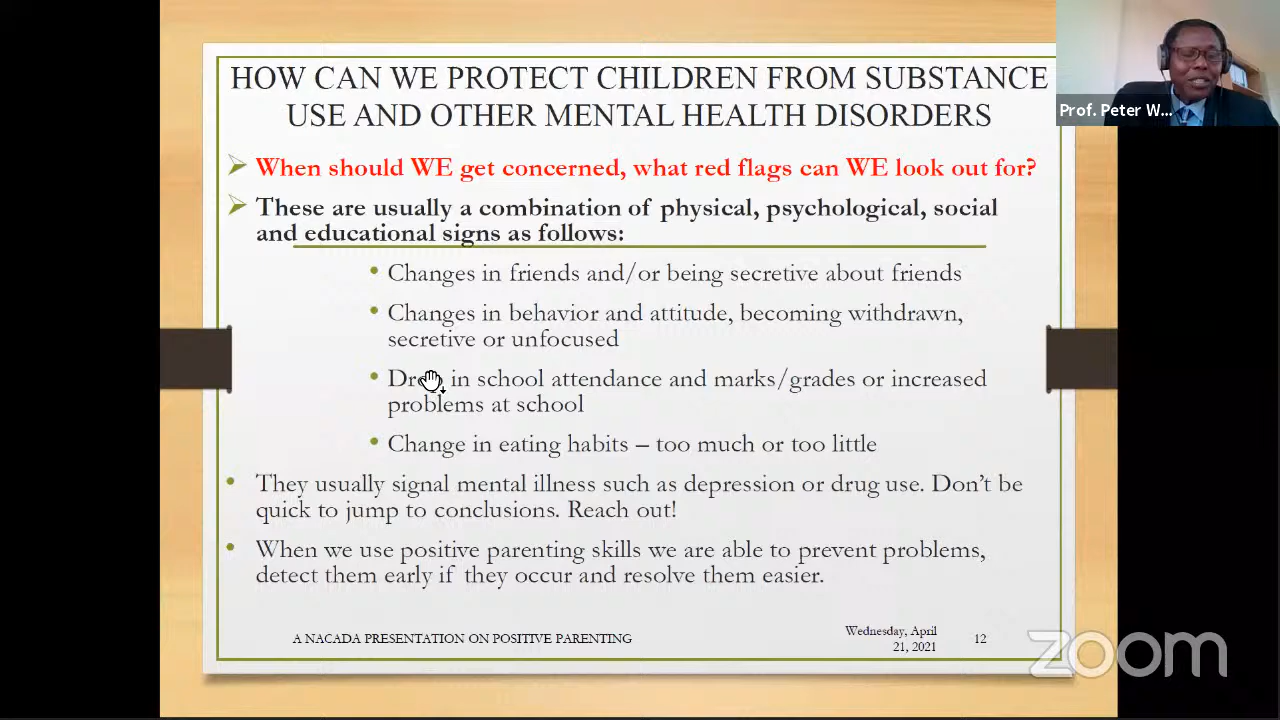 HOW CAN WE PROTECT CHILDREN FROM SUBSTANCE
USE AND OTHER MENTAL HEALTH DISORDERS
When should WE get concerned, what red flags can WE look out for?
These are usually a combination of physical, psychological, social
and educational signs as follows:
Changes in friends and/or being secretive about friends
Changes in behavior and attitude, becoming withdrawn,
secretive or unfocused
in school attendance and marks/grades or increased
problems at school
Change in eating habits – too much or too little
They usually signal mental illness such as depression or drug use. Don't be
quick to jump to conclusions. Reach out!
When we use positive parenting skills we are able to prevent problems,
detect them early if they occur and resolve them easier.
A NACADA PRESENTATION ON POSITIVE PARENTING
Wednesday, April
21, 2021
12
Prof. Peter W...
zoom